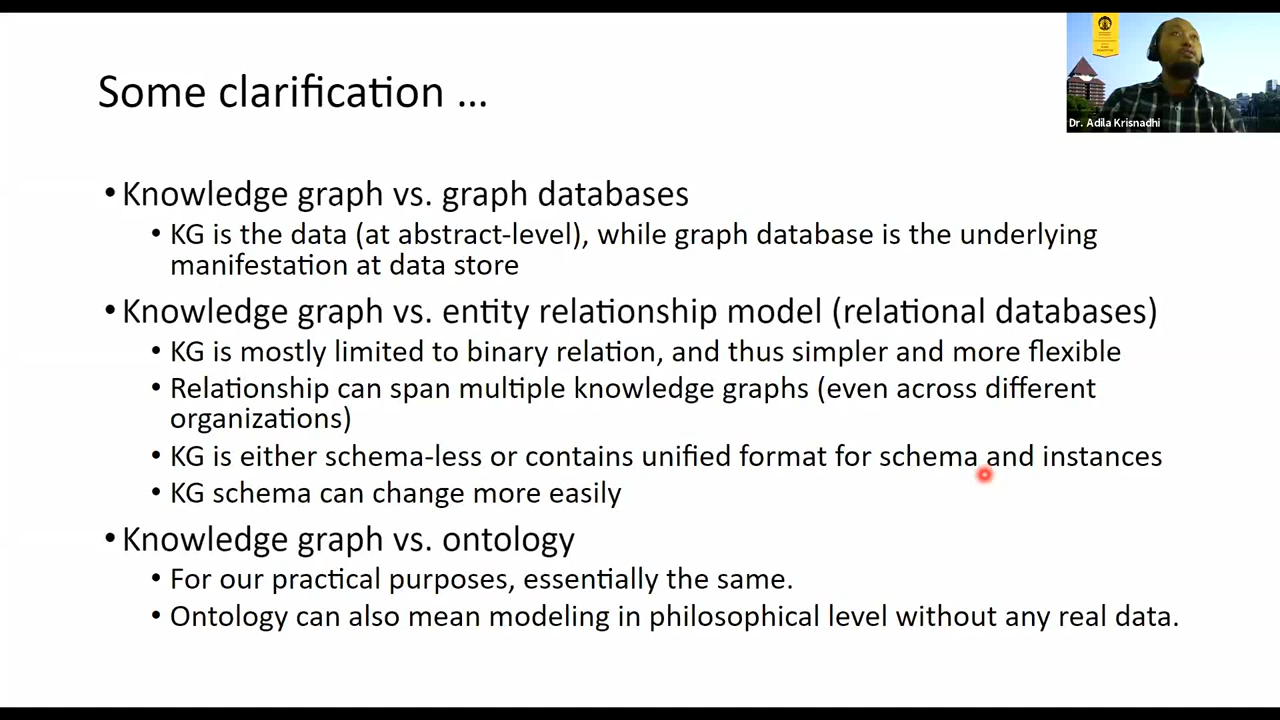 Some clarification ...
Dr. Adila Krisnadhi
• Knowledge graph vs. graph databases
• KG is the data (at abstract-level), while graph database is the underlying
manifestation at data store
• Knowledge graph vs. entity relationship model (relational databases)
• KG is mostly limited to binary relation, and thus simpler and more flexible
• Relationship can span multiple knowledge graphs (even across different
organizations)
• KG is either schema-less or contains unified format for schema and instances
• KG schema can change more easily
• Knowledge graph vs. ontology
• For our practical purposes, essentially the same.
• Ontology can also mean modeling in philosophical level without any real data.